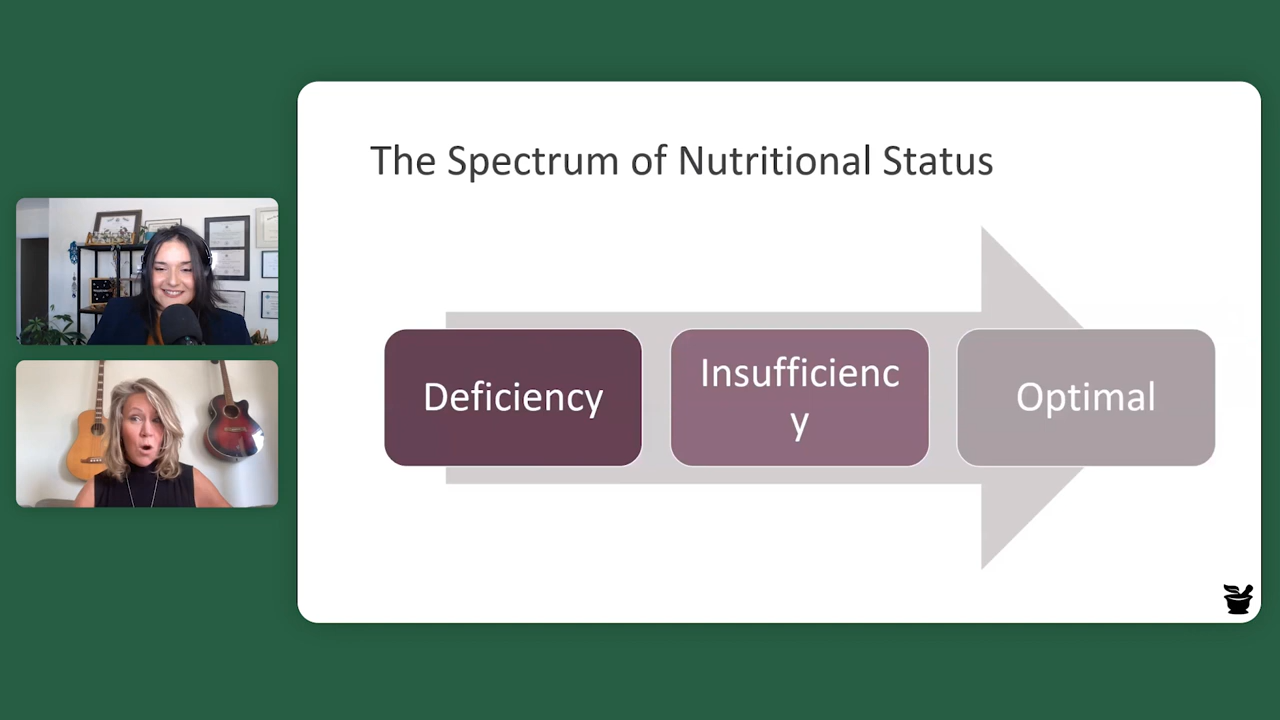 The Spectrum of Nutritional Status
Deficiency
Insufficienc
y
Optimal